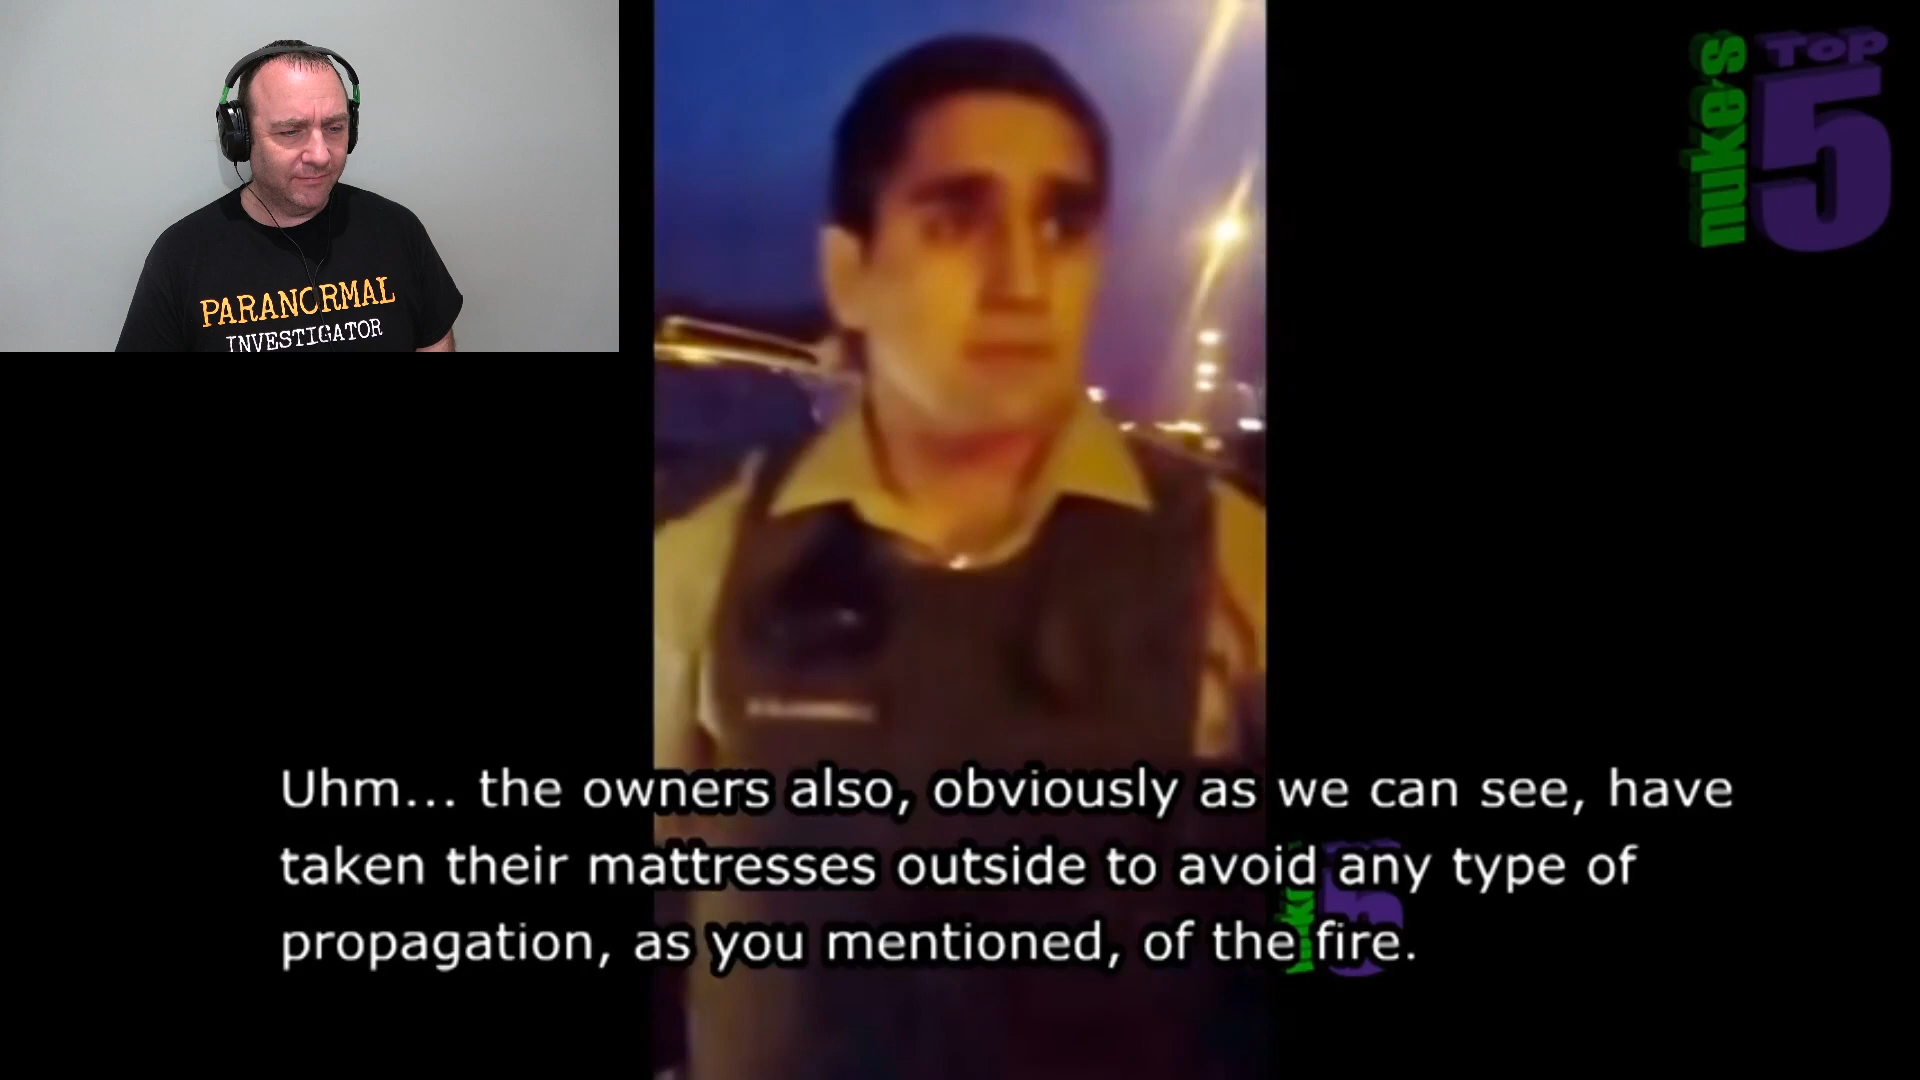 PARANORMAL
INVESTIGATOR
nuke's
TOP
5
Uhm... the owners also, obviously as we can see, have
taken their mattresses outside to avoid any type of
propagation, as you mentioned, of the fire.
5